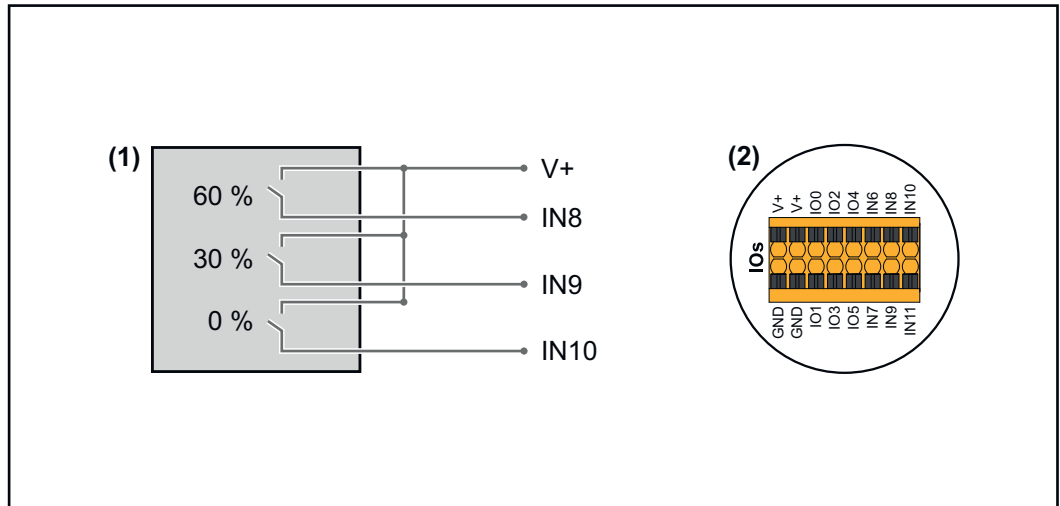 (1)
60 %
30 %
0 %
V+
IN8
IN9
IN10
(2)
IOs
V+ V+ IO0 IO2 IO4 IN6 IN8 IN10
GND GND IO1 IO3 IO5 IN7 IN9 IN11